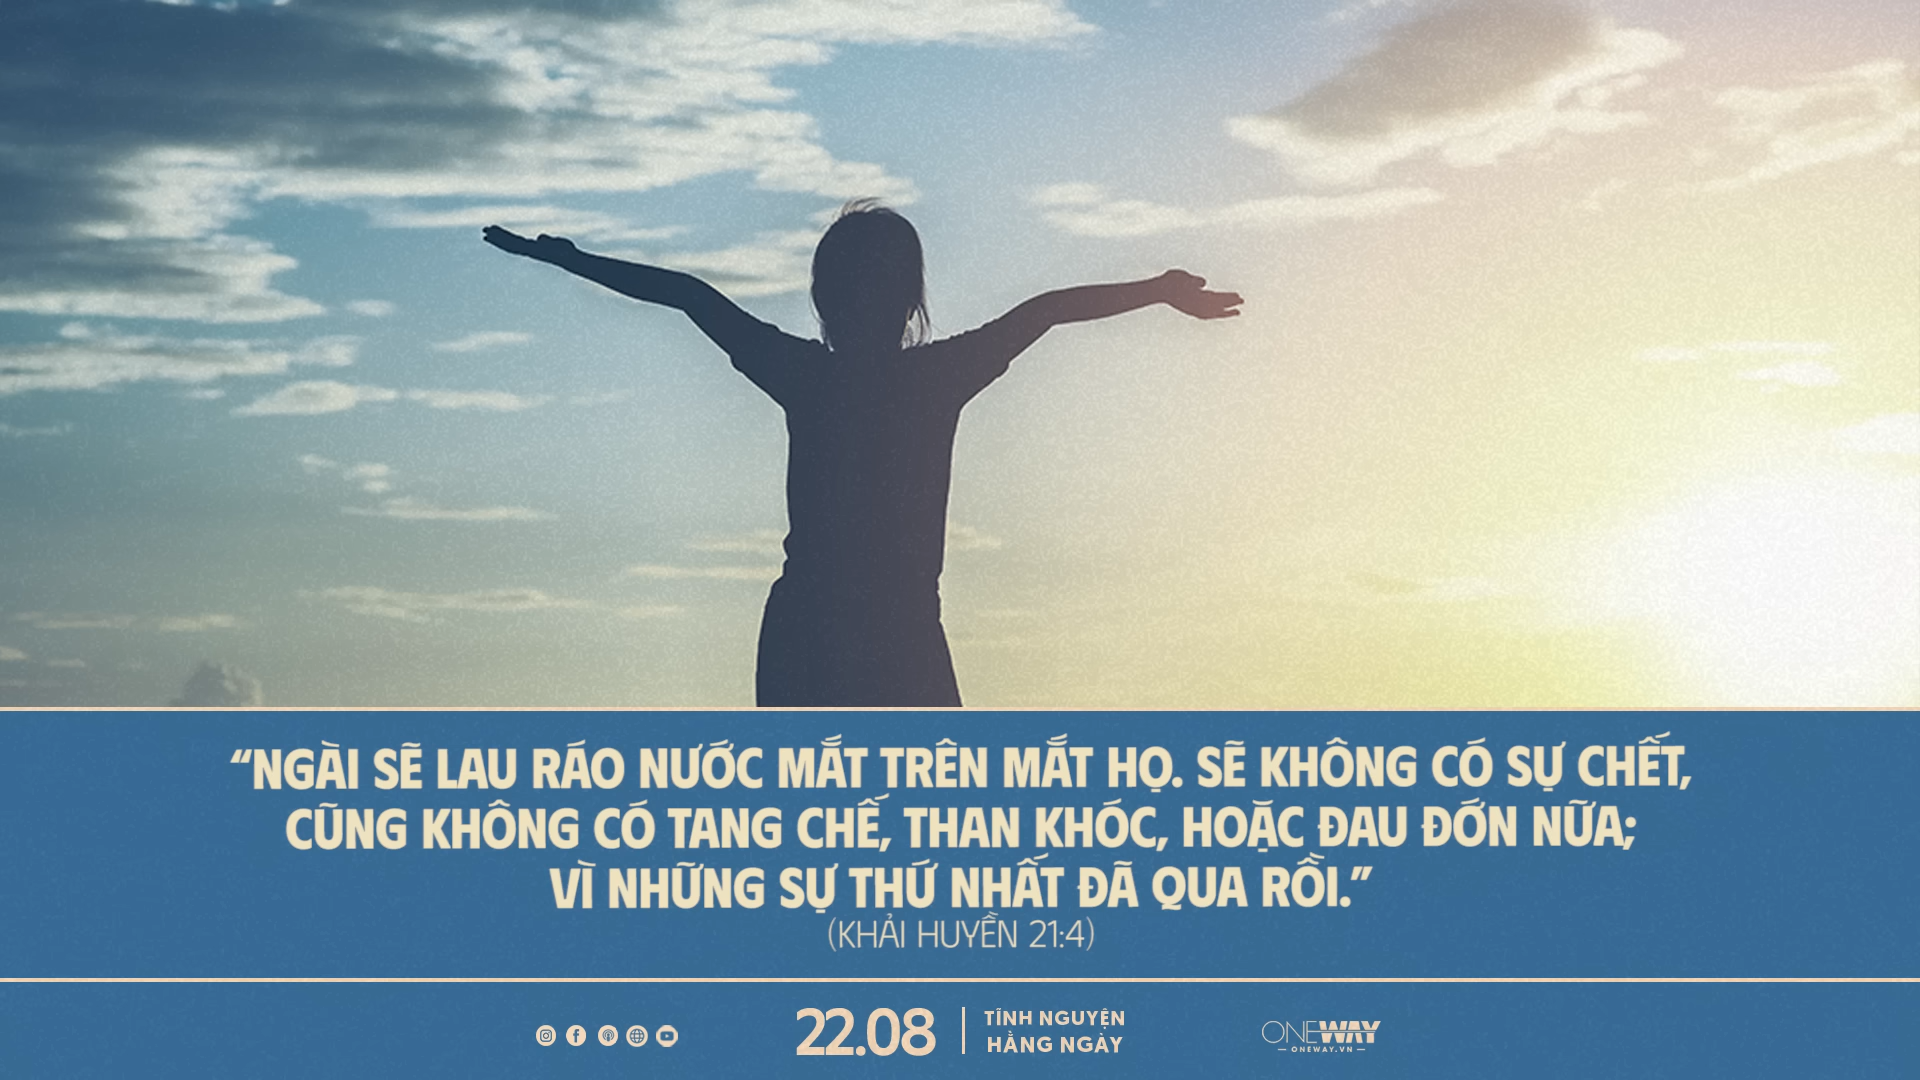 “NGÀI SẼ LAU RÁO NƯỚC MẮT TRÊN MẮT HỌ. SẼ KHÔNG CÓ SỰ CHẾT,
CŨNG KHÔNG CÓ TANG CHẾ, THAN KHÓC, HOẶC ĐAU ĐỚN NỮA;
VÌ NHỮNG SỰ THỨ NHẤT ĐÃ QUA RỒI.”
(KHẢI HUYỀN 21:4)
22.08
TĨNH NGUYỆN
HẰNG NGÀY
ONEWAY
— ONEWAY.VN —